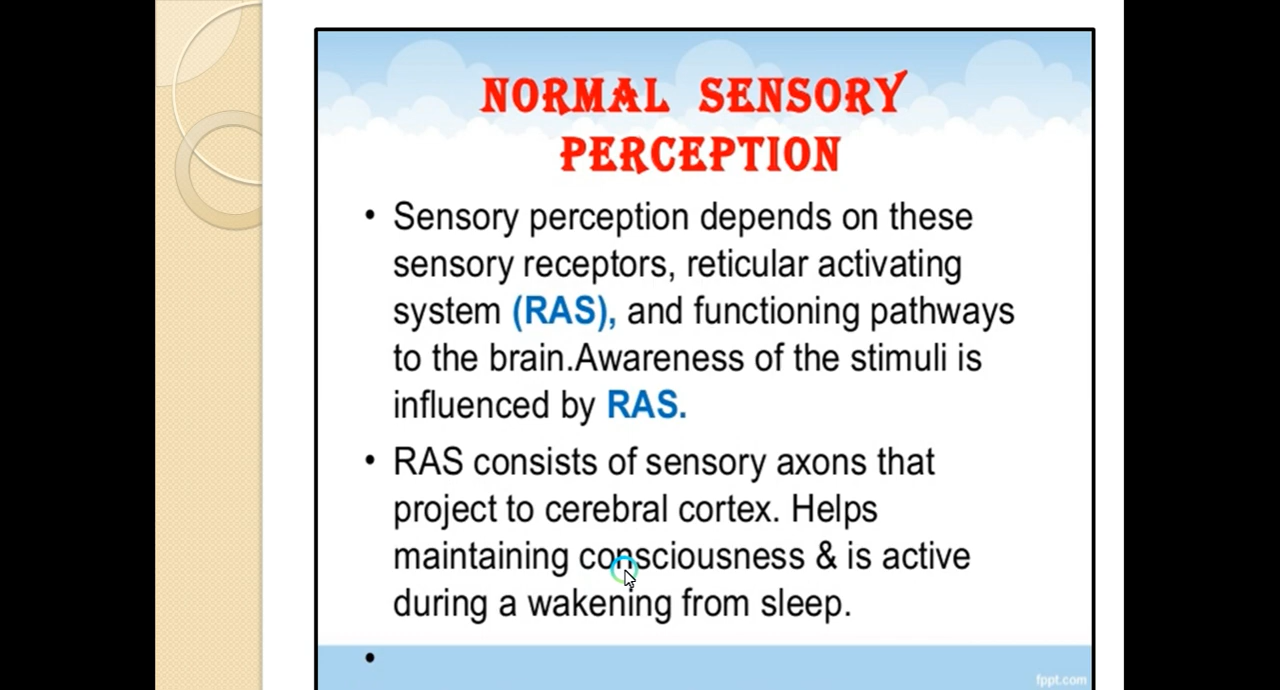 NORMAL SENSORY
PERCEPTION
• Sensory perception depends on these
sensory receptors, reticular activating
system (RAS), and functioning pathways
to the brain.Awareness of the stimuli is
influenced by RAS.
• RAS consists of sensory axons that
project to cerebral cortex. Helps
maintaining consciousness & is active
during a wakening from sleep.
•
fppt.com